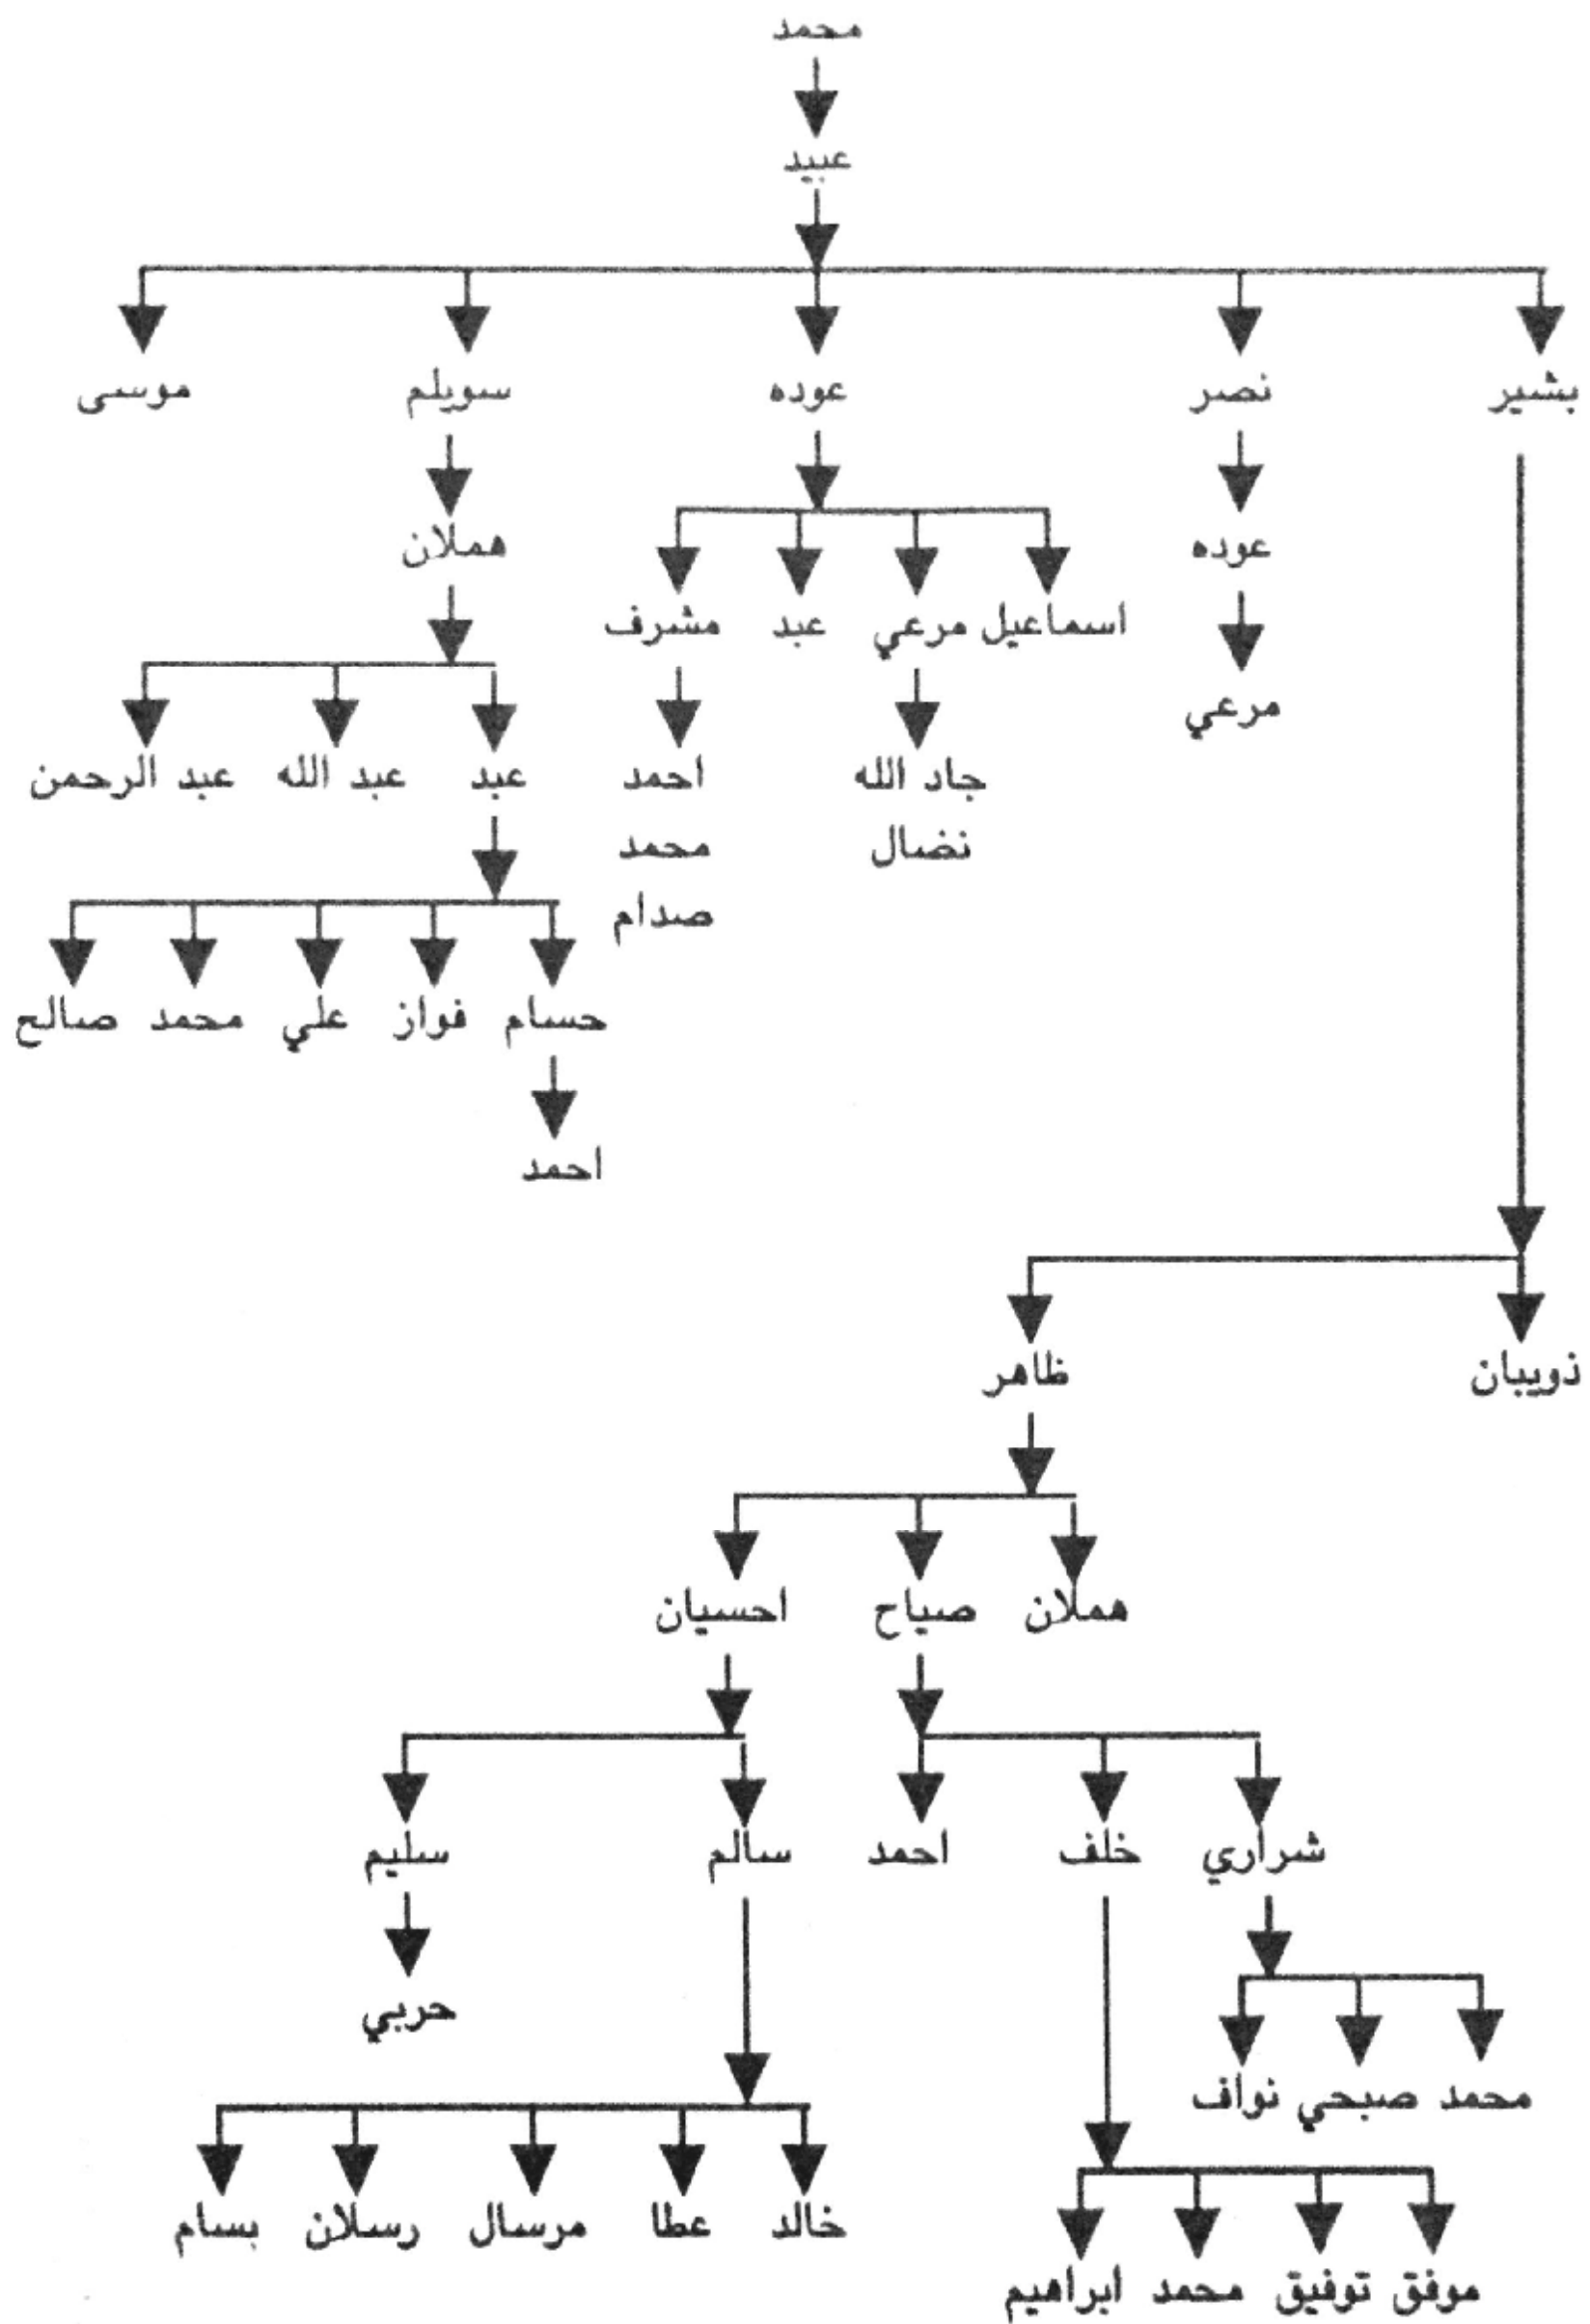 محمد
عبيد
بشير نصر عوده سويلم موسى
عوده هملان
اسماعيل مرعي عبد مشرف
مرعي
جاد الله احمد عبد عبد الله عبد الرحمن
نضال محمد
صدام
حسام فواز علي محمد صالح
احمد
ذويبان ظاهر
هملان صياح احسيان
شراري خلف احمد سالم سليم
حربي
محمد صبحي نواف
خالد عطا مرسال رسلان بسام
موفق توفيق محمد ابراهيم